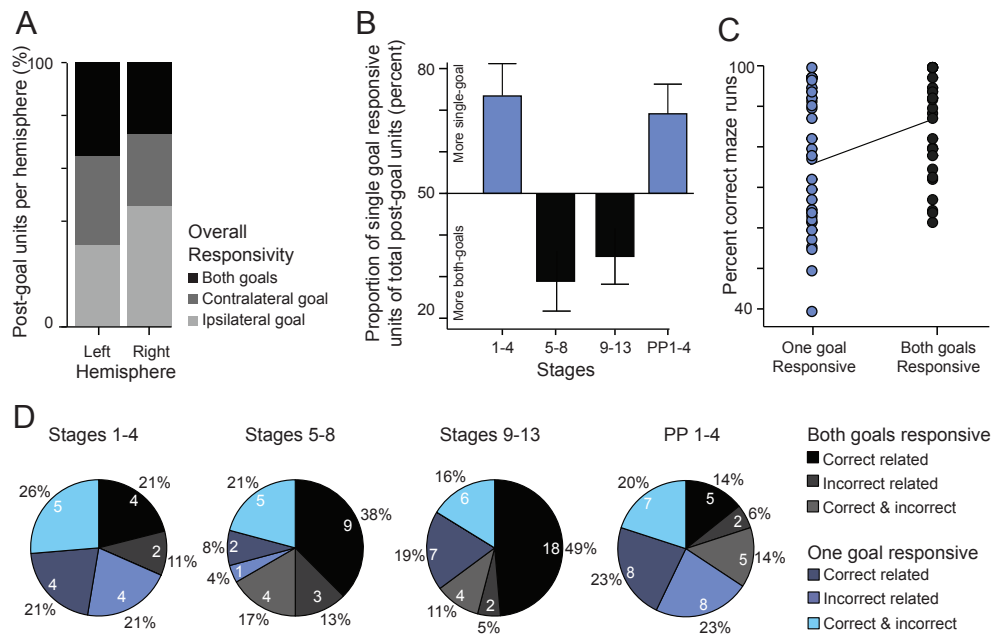 A
Post-goal units per hemisphere (%)
100
0
Left
Right
Hemisphere
Overall
Responsivity
Both goals
Contralateral goal
Ipsilateral goal
B
Proportion of single goal responsive
units of total post-goal units (percent)
More single-goal
More both-goals
80
50
20
1-4
5-8
9-13
PP1-4
Stages
C
Percent correct maze runs
100
40
One goal
Responsive
Both goals
Responsive
D
Stages 1-4
21%
4
2
11%
4
21%
4
21%
5
26%
Stages 5-8
9
38%
3
13%
4
17%
1
4%
2
8%
5
21%
Stages 9-13
18
49%
2
5%
4
11%
7
19%
6
16%
PP 1-4
5
14%
2
6%
5
14%
8
23%
8
23%
7
20%
Both goals responsive
Correct related
Incorrect related
Correct & incorrect
One goal responsive
Correct related
Incorrect related
Correct & incorrect